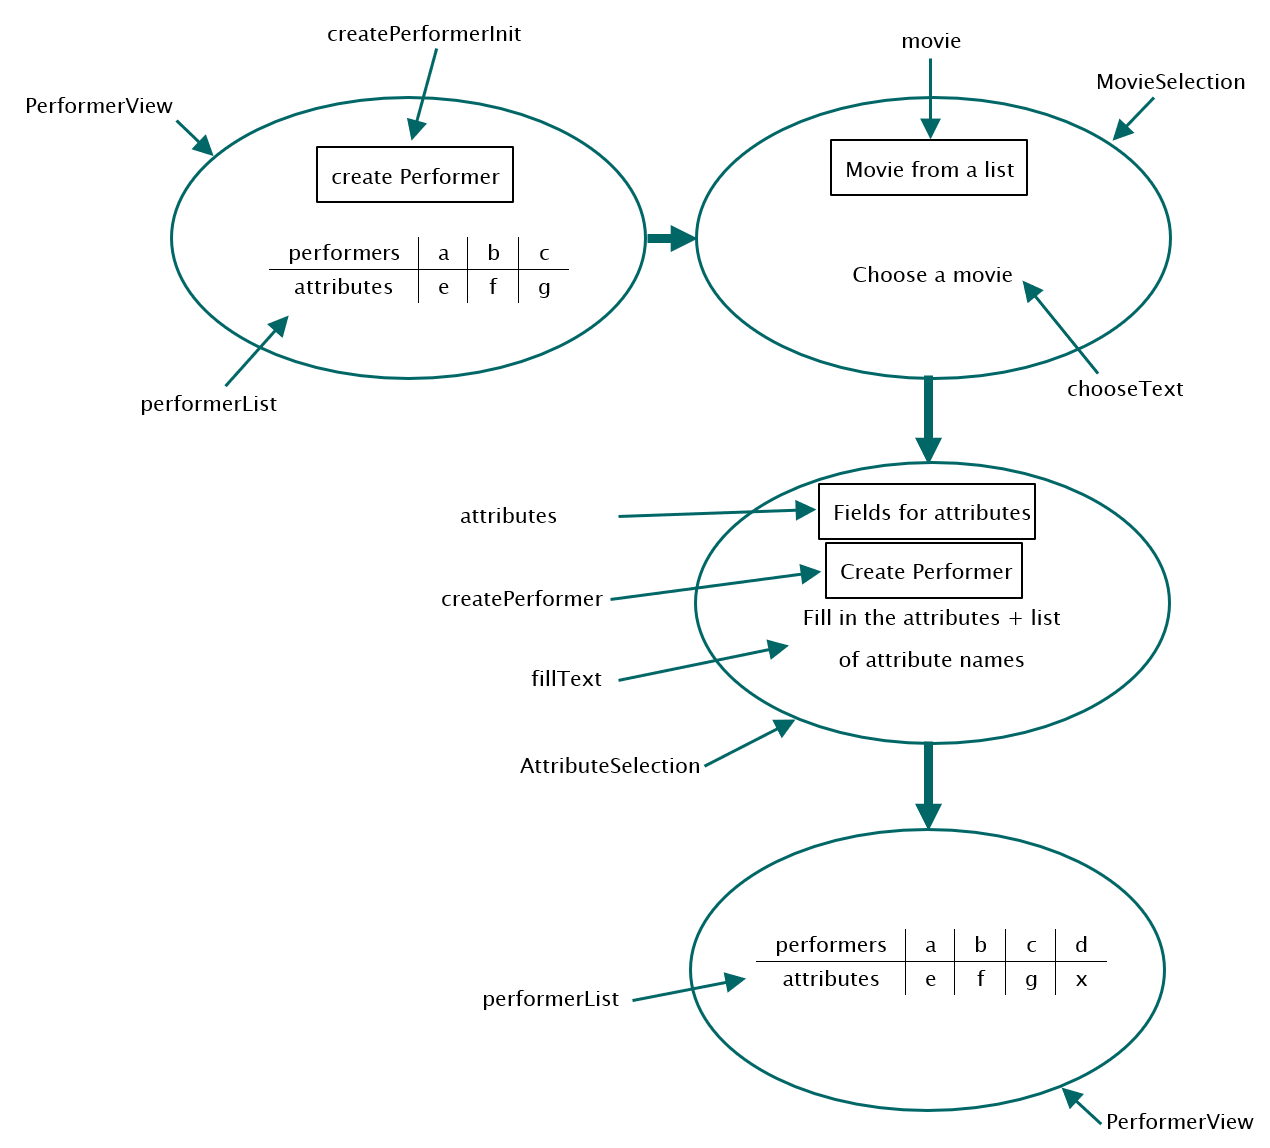 createPerformerInit
movie
MovieSelection
PerformerView
create Performer
Movie from a list
performers a b c
attributes e f g
Choose a movie
performerList
chooseText
attributes
Fields for attributes
createPerformer
Create Performer
Fill in the attributes + list
of attribute names
fillText
AttributeSelection
performers a b c d
attributes e f g x
performerList
PerformerView